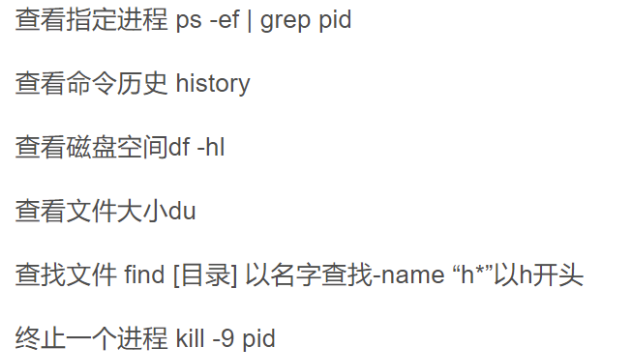 查看指定进程 ps -ef | grep pid
查看命令历史 history
查看磁盘空间df -hl
查看文件大小du
查找文件 find [目录] 以名字查找-name “h*”以h开头
终止一个进程 kill -9 pid